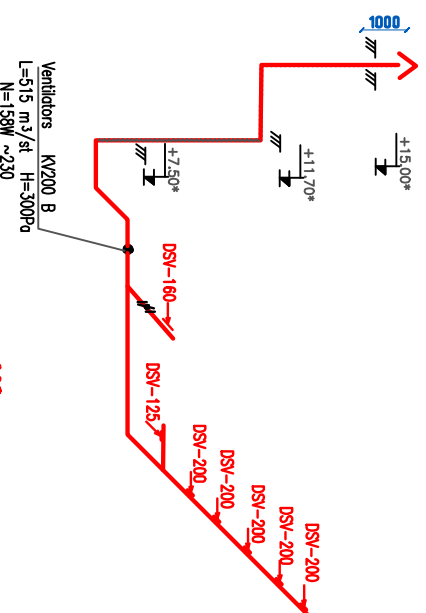 1000
+15.00*
+11.70*
+7.50*
Ventilators KV200 B
L=515 m³/st H=300Pa
N=158W ~230
DSV-160
DSV-125
DSV-200
DSV-200
DSV-200
DSV-200
DSV-200